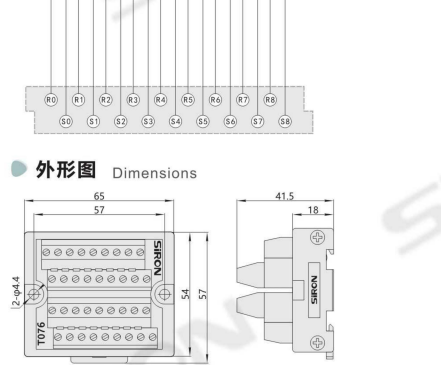 R0 R1 R2 R3 R4 R5 R6 R7 R8
S0 S1 S2 S3 S4 S5 S6 S7 S8
外形图 Dimensions
65
57
41.5
18
2-φ4.4
SiRON
54
57
T076
SIRON